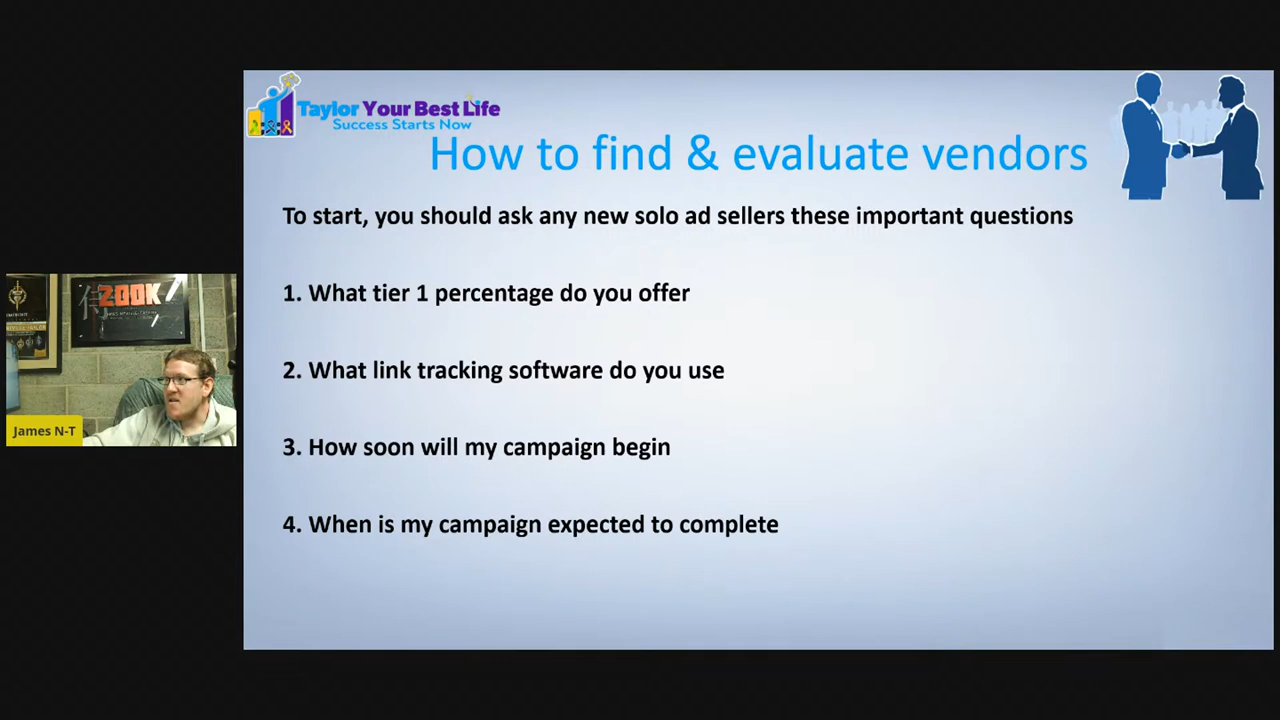 Taylor Your Best Life
Success Starts Now
How to find & evaluate vendors
To start, you should ask any new solo ad sellers these important questions
1. What tier 1 percentage do you offer
2. What link tracking software do you use
3. How soon will my campaign begin
4. When is my campaign expected to complete
200K
James N-T